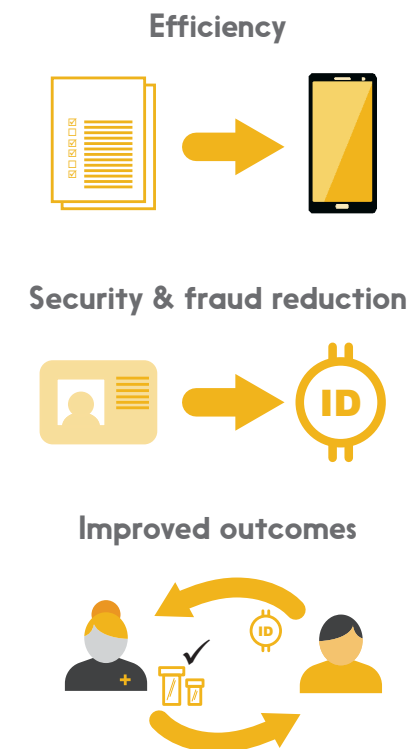 Efficiency
Security & fraud reduction
ID
Improved outcomes
ID